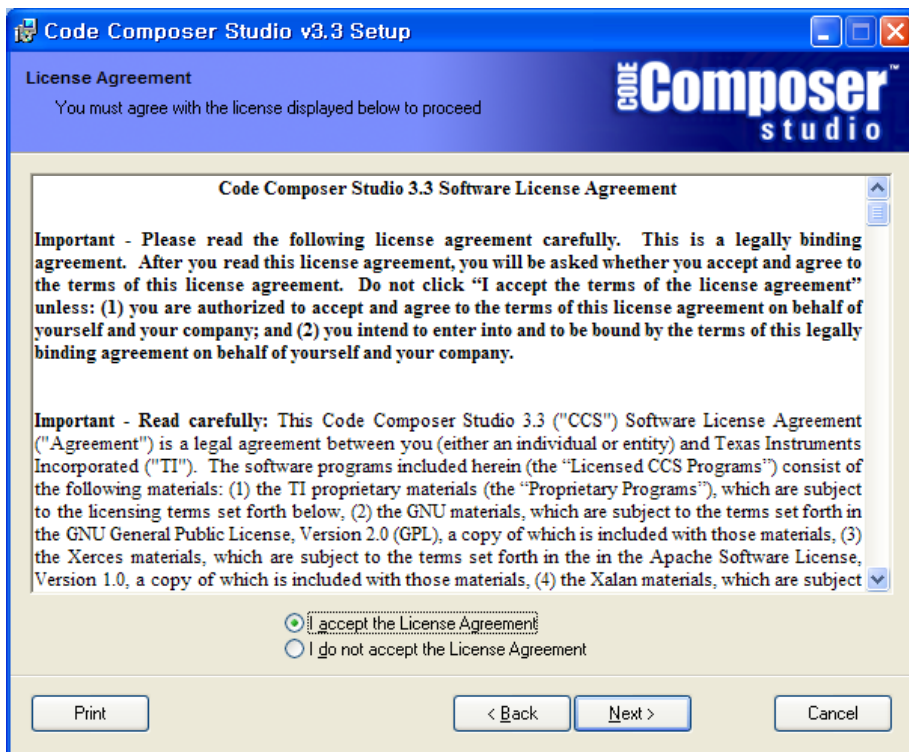 Code Composer Studio v3.3 Setup
License Agreement
You must agree with the license displayed below to proceed
CODE Composer™
studio
Code Composer Studio 3.3 Software License Agreement
Important - Please read the following license agreement carefully. This is a legally binding
agreement. After you read this license agreement, you will be asked whether you accept and agree to
the terms of this license agreement. Do not click “I accept the terms of the license agreement”
unless: (1) you are authorized to accept and agree to the terms of this license agreement on behalf of
yourself and your company; and (2) you intend to enter into and to be bound by the terms of this legally
binding agreement on behalf of yourself and your company.
Important - Read carefully: This Code Composer Studio 3.3 ("CCS") Software License Agreement
("Agreement") is a legal agreement between you (either an individual or entity) and Texas Instruments
Incorporated ("TI"). The software programs included herein (the “Licensed CCS Programs”) consist of
the following materials: (1) the TI proprietary materials (the “Proprietary Programs”), which are subject
to the licensing terms set forth below, (2) the GNU materials, which are subject to the terms set forth in
the GNU General Public License, Version 2.0 (GPL), a copy of which is included with those materials, (3)
the Xerces materials, which are subject to the terms set forth in the in the Apache Software License,
Version 1.0, a copy of which is included with those materials, (4) the Xalan materials, which are subject
I accept the License Agreement
I do not accept the License Agreement
Print
< Back
Next >
Cancel